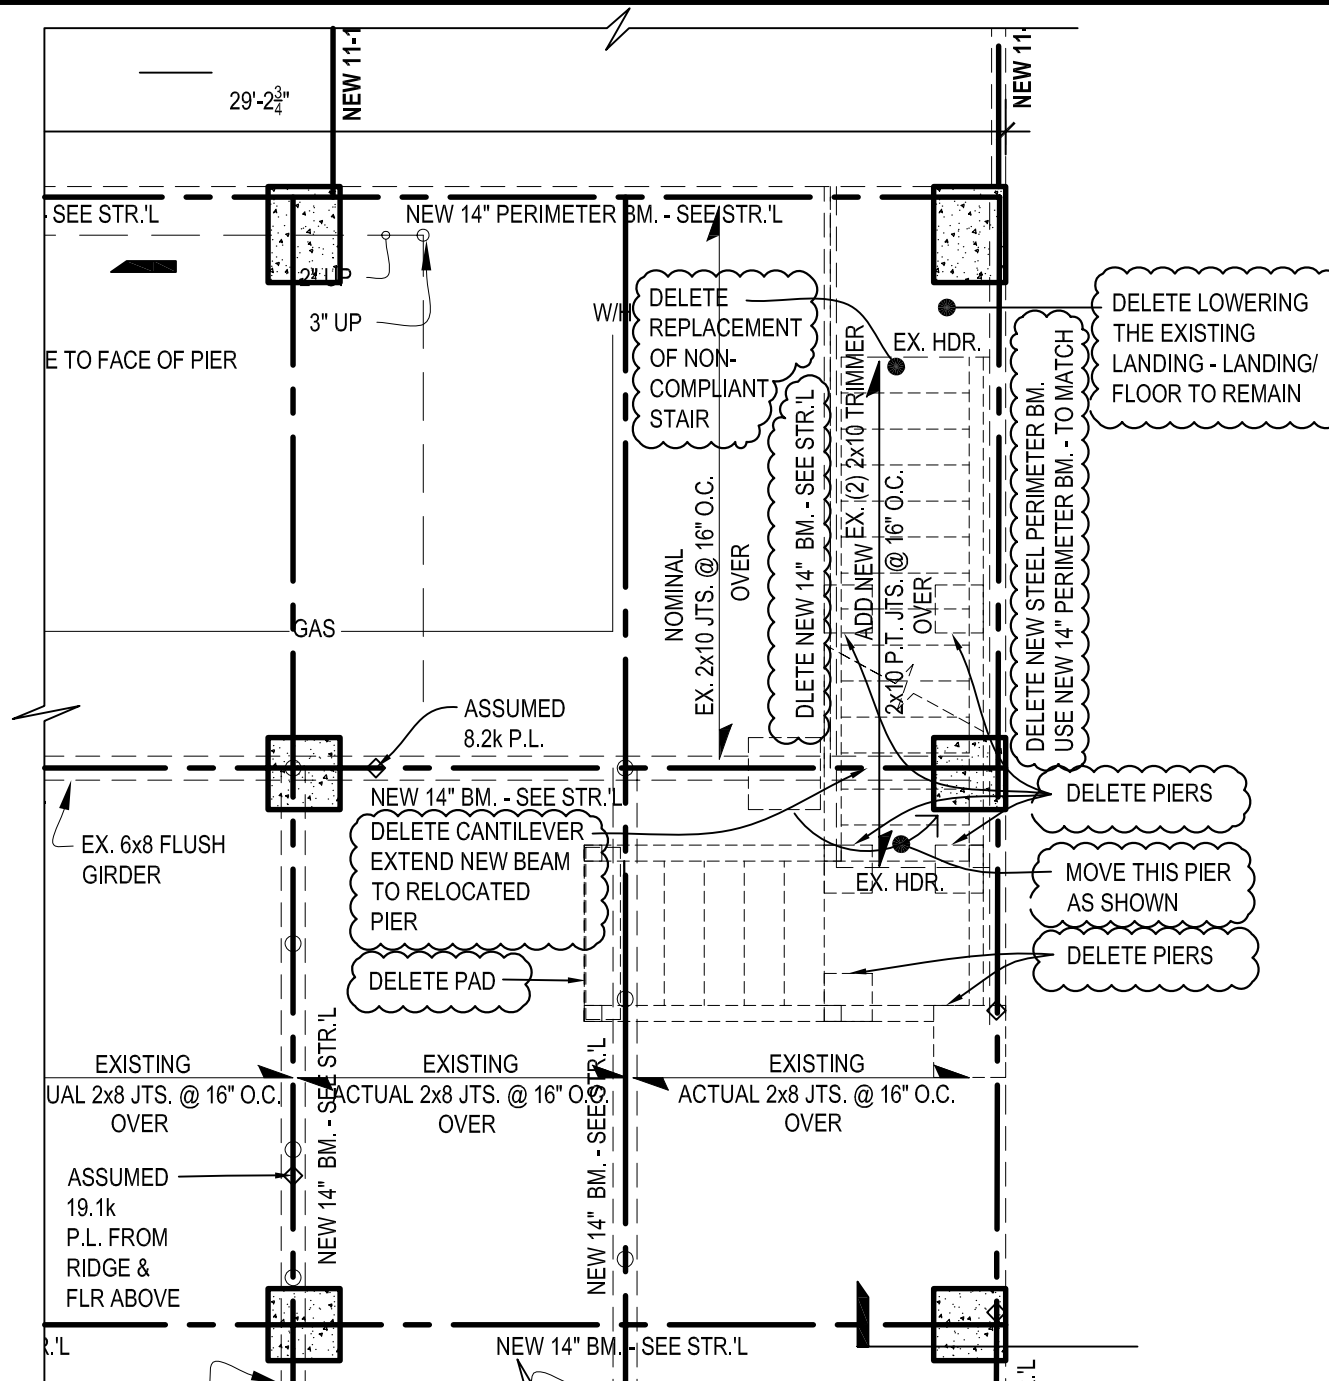 NEW 11-1
NEW 11-
29'-2¾"
- SEE STR.'L
NEW 14" PERIMETER BM. - SEE STR.'L
2" UP
3" UP
W/H
E TO FACE OF PIER
DELETE
REPLACEMENT
OF NON-
COMPLIANT
STAIR
EX. HDR.
DELETE LOWERING
THE EXISTING
LANDING - LANDING/
FLOOR TO REMAIN
NOMINAL
EX. 2x10 JTS. @ 16" O.C.
OVER
DLETE NEW 14" BM. - SEE STR.'L
ADD NEW EX. (2) 2x10 TRIMMER
2x10 P.T. JTS. @ 16" O.C.
OVER
DELETE NEW STEEL PERIMETER BM.
USE NEW 14" PERIMETER BM. - TO MATCH
GAS
ASSUMED
8.2k P.L.
NEW 14" BM. - SEE STR.'L
EX. 6x8 FLUSH
GIRDER
DELETE CANTILEVER
EXTEND NEW BEAM
TO RELOCATED
PIER
DELETE PIERS
EX. HDR.
MOVE THIS PIER
AS SHOWN
DELETE PAD
DELETE PIERS
EXISTING
UAL 2x8 JTS. @ 16" O.C.
OVER
EXISTING
ACTUAL 2x8 JTS. @ 16" O.C.
OVER
EXISTING
ACTUAL 2x8 JTS. @ 16" O.C.
OVER
NEW 14" BM. - SEE STR.'L
NEW 14" BM. - SEE STR.'L
ASSUMED
19.1k
P.L. FROM
RIDGE &
FLR ABOVE
R.'L
NEW 14" BM. - SEE STR.'L
.'L